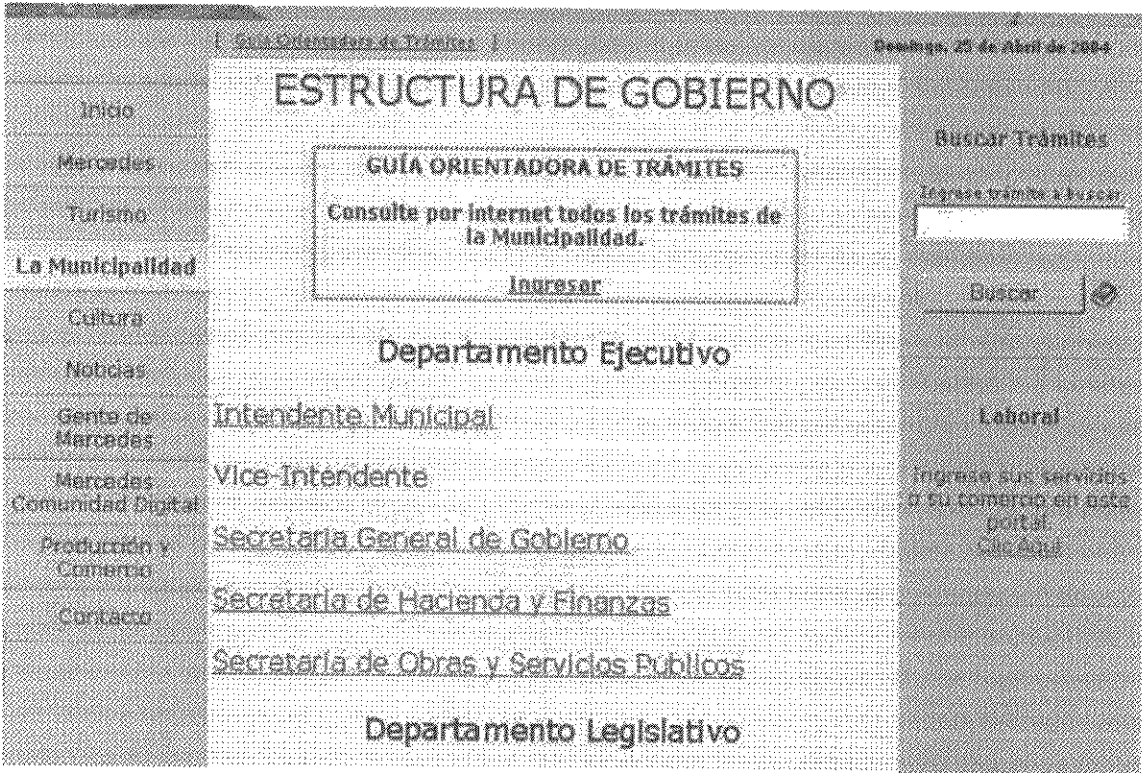 [ Guía Orientadora de Trámites ]
Domingo, 25 de Abril de 2004
Inicio
Mercedes
Turismo
La Municipalidad
Cultura
Noticias
Gente de
Mercedes
Mercedes
Comunidad Digital
Producción y
Comercio
Contacto
ESTRUCTURA DE GOBIERNO
GUÍA ORIENTADORA DE TRÁMITES
Consulte por internet todos los trámites de
la Municipalidad.
Ingresar
Departamento Ejecutivo
Intendente Municipal
Vice-Intendente
Secretaria General de Gobierno
Secretaría de Hacienda y Finanzas
Secretaría de Obras y Servicios Públicos
Departamento Legislativo
Buscar Trámites
Ingrese trámite a buscar
Buscar
Laboral
Ingrese sus servicios
o su comercio en este
portal.
Clic Aquí